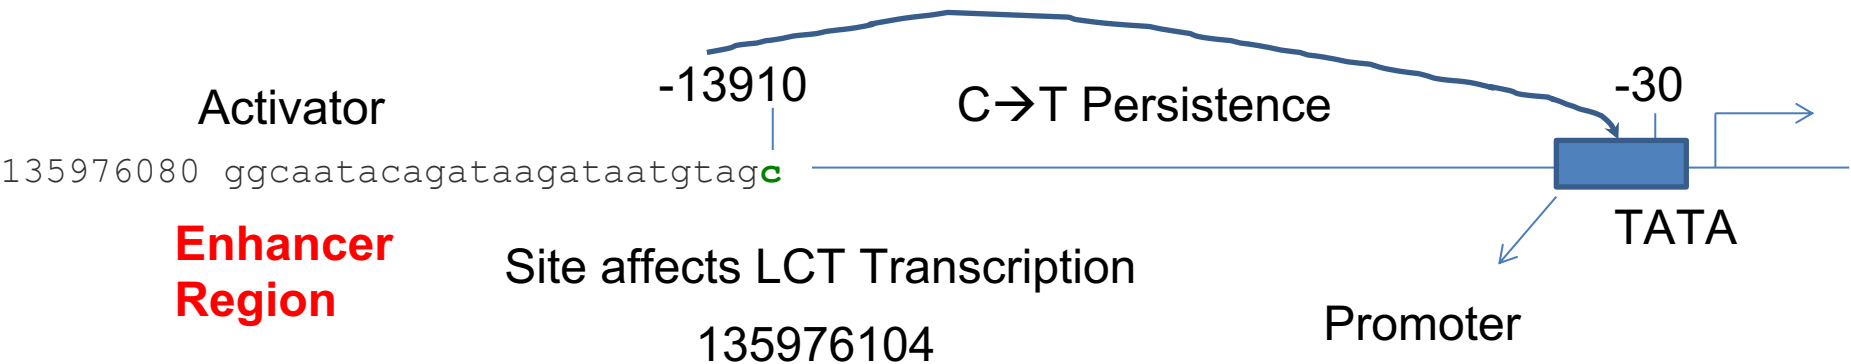 -13910
C→T Persistence
-30
Activator
135976080 ggcaatacagataagataatgtagc
Enhancer
Region
TATA
Site affects LCT Transcription
Promoter
135976104